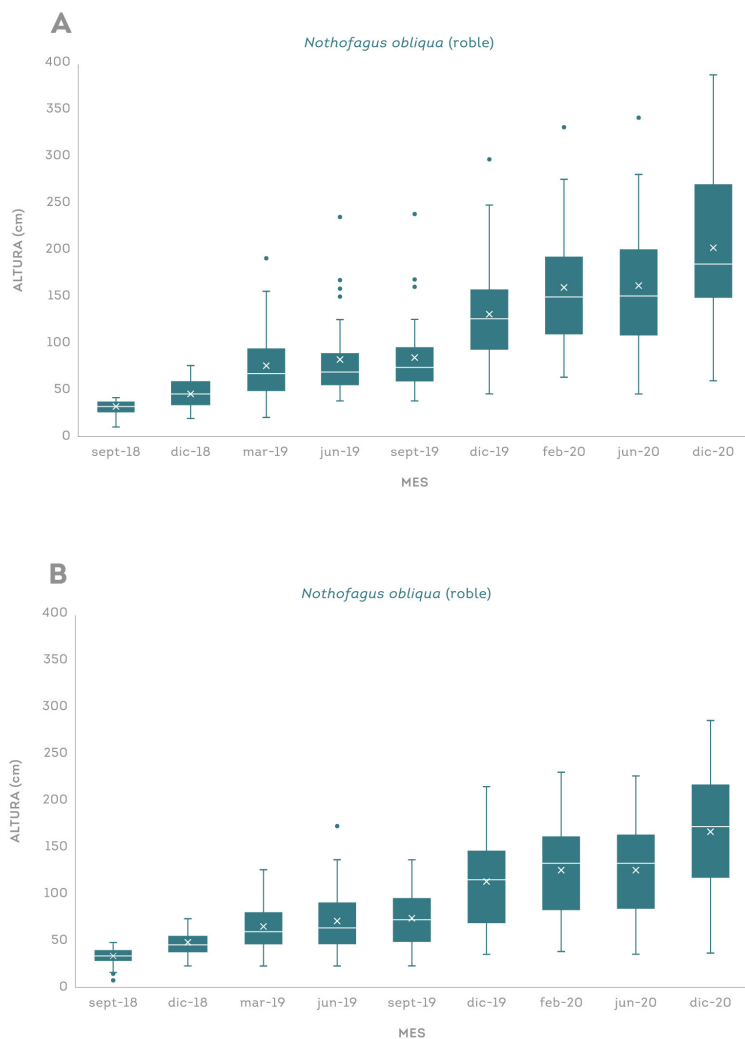 A
Nothofagus obliqua (roble)
400
350
300
250
200
150
100
50
0
ALTURA (cm)
sept-18 dic-18 mar-19 jun-19 sept-19 dic-19 feb-20 jun-20 dic-20
MES
B
Nothofagus obliqua (roble)
400
350
300
250
200
150
100
50
0
ALTURA (cm)
sept-18 dic-18 mar-19 jun-19 sept-19 dic-19 feb-20 jun-20 dic-20
MES